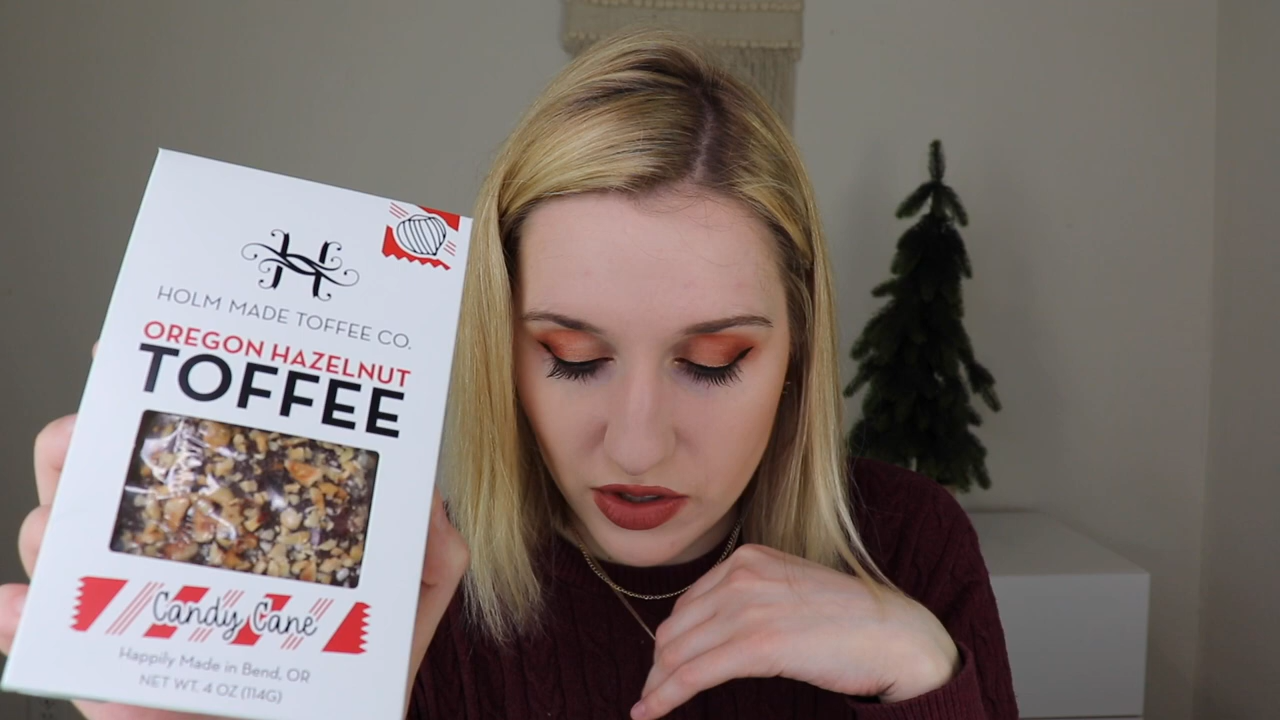 H
HOLM MADE TOFFEE CO.
OREGON HAZELNUT
TOFFEE
Candy Cane
Happily Made in Bend, OR
NET WT. 4 OZ (114G)